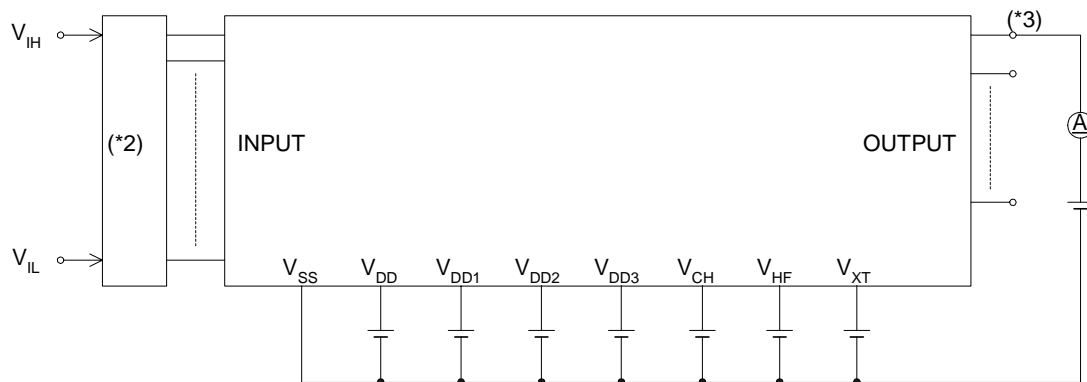 (*3)
V_IH
A
(*2)
INPUT
OUTPUT
V_IL
V_SS V_DD V_DD1 V_DD2 V_DD3 V_CH V_HF V_XT